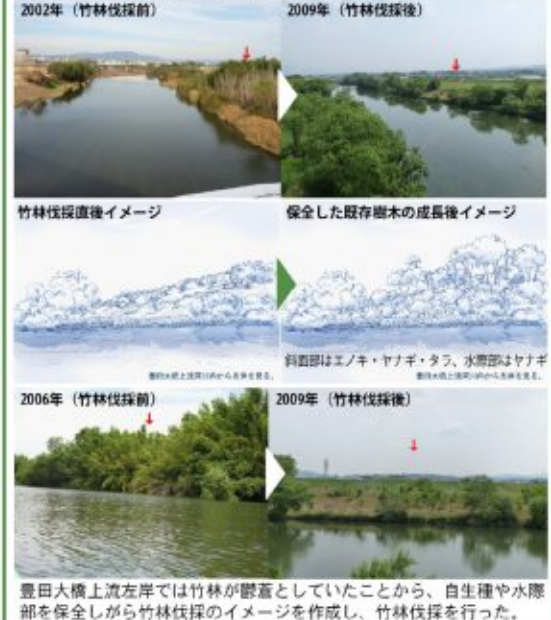 2002年（竹林伐採前）
2009年（竹林伐採後）
竹林伐採直後イメージ
保全した既存樹木の成長後イメージ
斜面部はエノキ・ヤナギ・タラ、水際部はヤナギ
2006年（竹林伐採前）
2009年（竹林伐採後）
豊田大橋上流左岸では竹林が鬱蒼としていたことから、自生種や水際
部を保全しがら竹林伐採のイメージを作成し、竹林伐採を行った。